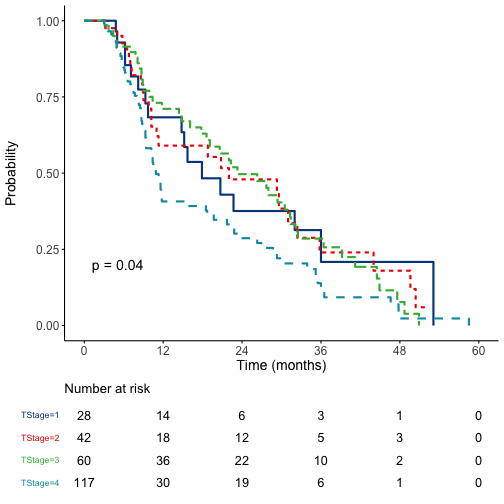 1.00
0.75
0.50
0.25
0.00
Probability
p = 0.04
0 12 24 36 48 60
Time (months)
Number at risk
TStage=1 28 14 6 3 1 0
TStage=2 42 18 12 5 3 0
TStage=3 60 36 22 10 2 0
TStage=4 117 30 19 6 1 0